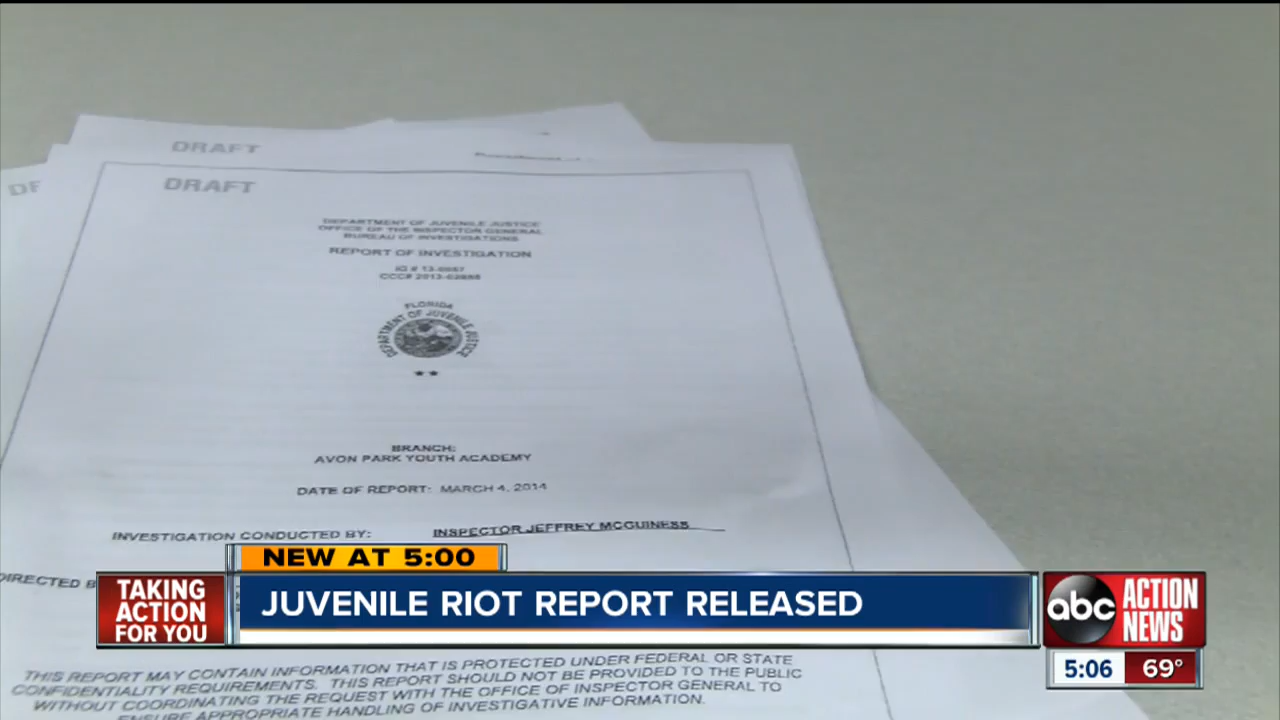 DRAFT
DRAFT
DEPARTMENT OF JUVENILE JUSTICE
OFFICE OF THE INSPECTOR GENERAL
BUREAU OF INVESTIGATIONS
REPORT OF INVESTIGATION
FLORIDA
DEPARTMENT OF JUVENILE JUSTICE
BRANCH:
AVON PARK YOUTH ACADEMY
DATE OF REPORT: MARCH 4, 2014
INVESTIGATION CONDUCTED BY: INSPECTOR JEFFREY MCGUINESS
NEW AT 5:00
DIRECTED B
TAKING
ACTION
FOR YOU
JUVENILE RIOT REPORT RELEASED
abc ACTION
NEWS
5:06 69°
THIS REPORT MAY CONTAIN INFORMATION THAT IS PROTECTED UNDER FEDERAL OR STATE
CONFIDENTIALITY REQUIREMENTS. THIS REPORT SHOULD NOT BE PROVIDED TO THE PUBLIC
WITHOUT COORDINATING THE REQUEST WITH THE OFFICE OF INSPECTOR GENERAL TO
ENSURE APPROPRIATE HANDLING OF INVESTIGATIVE INFORMATION.